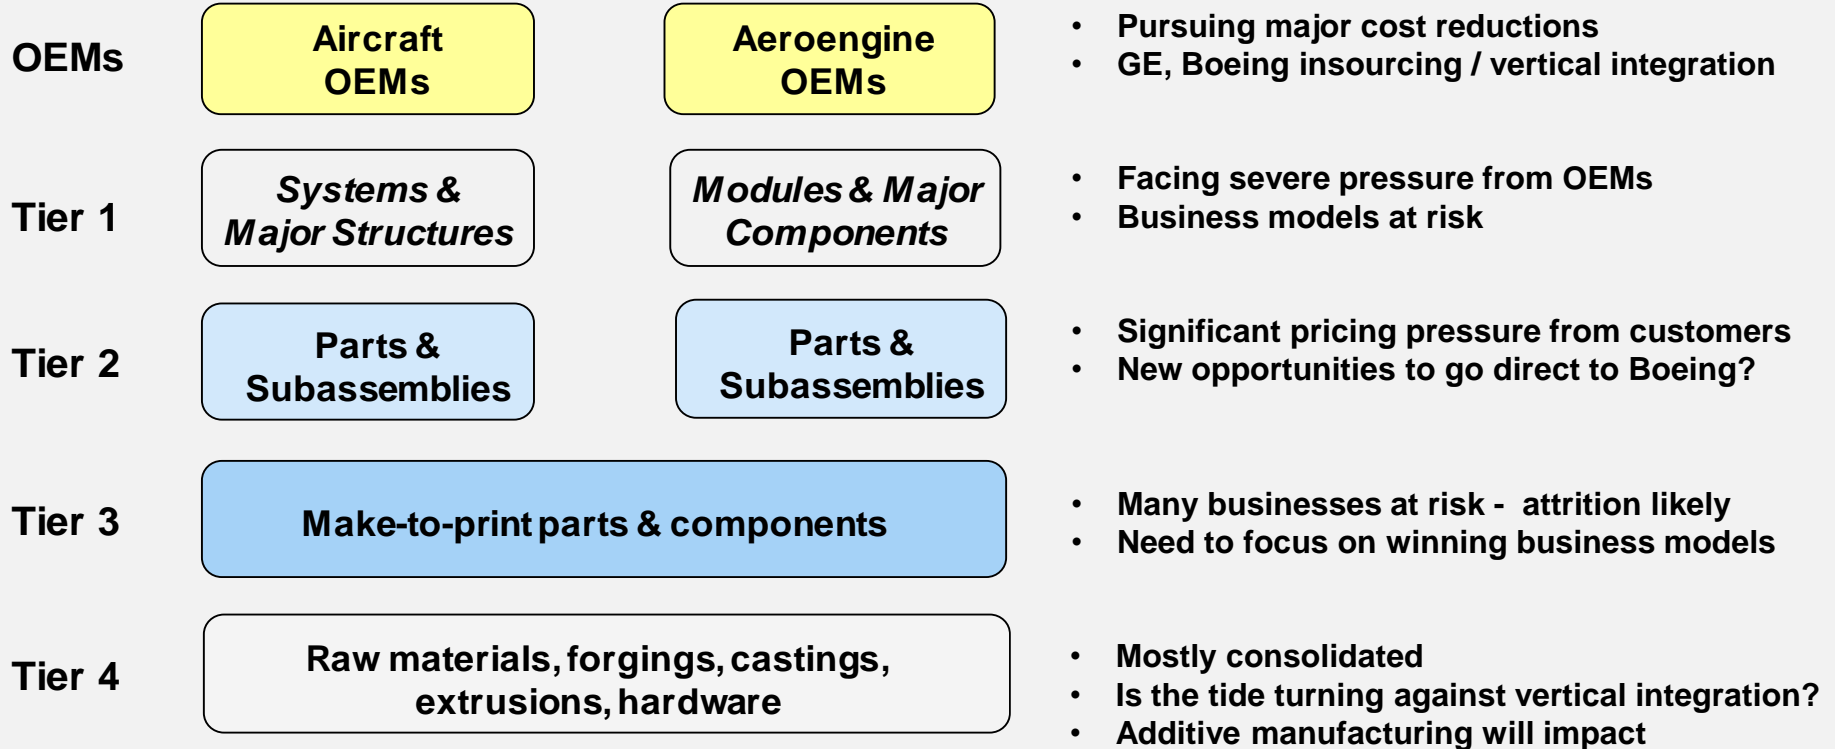 OEMs
Aircraft
OEMs
Aeroengine
OEMs
• Pursuing major cost reductions
• GE, Boeing insourcing / vertical integration
Tier 1
Systems &
Major Structures
Modules & Major
Components
• Facing severe pressure from OEMs
• Business models at risk
Tier 2
Parts &
Subassemblies
Parts &
Subassemblies
• Significant pricing pressure from customers
• New opportunities to go direct to Boeing?
Tier 3
Make-to-print parts & components
• Many businesses at risk - attrition likely
• Need to focus on winning business models
Tier 4
Raw materials, forgings, castings,
extrusions, hardware
• Mostly consolidated
• Is the tide turning against vertical integration?
• Additive manufacturing will impact